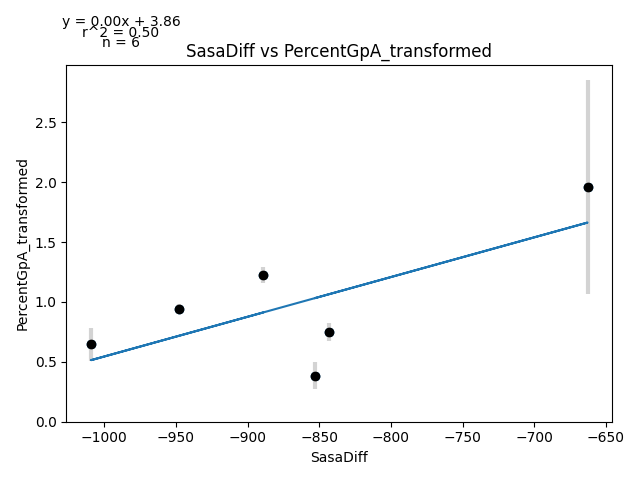 y = 0.00x + 3.86
r^2 = 0.50
n = 6
SasaDiff vs PercentGpA_transformed
PercentGpA_transformed
2.5
2.0
1.5
1.0
0.5
0.0
−1000 −950 −900 −850 −800 −750 −700 −650
SasaDiff